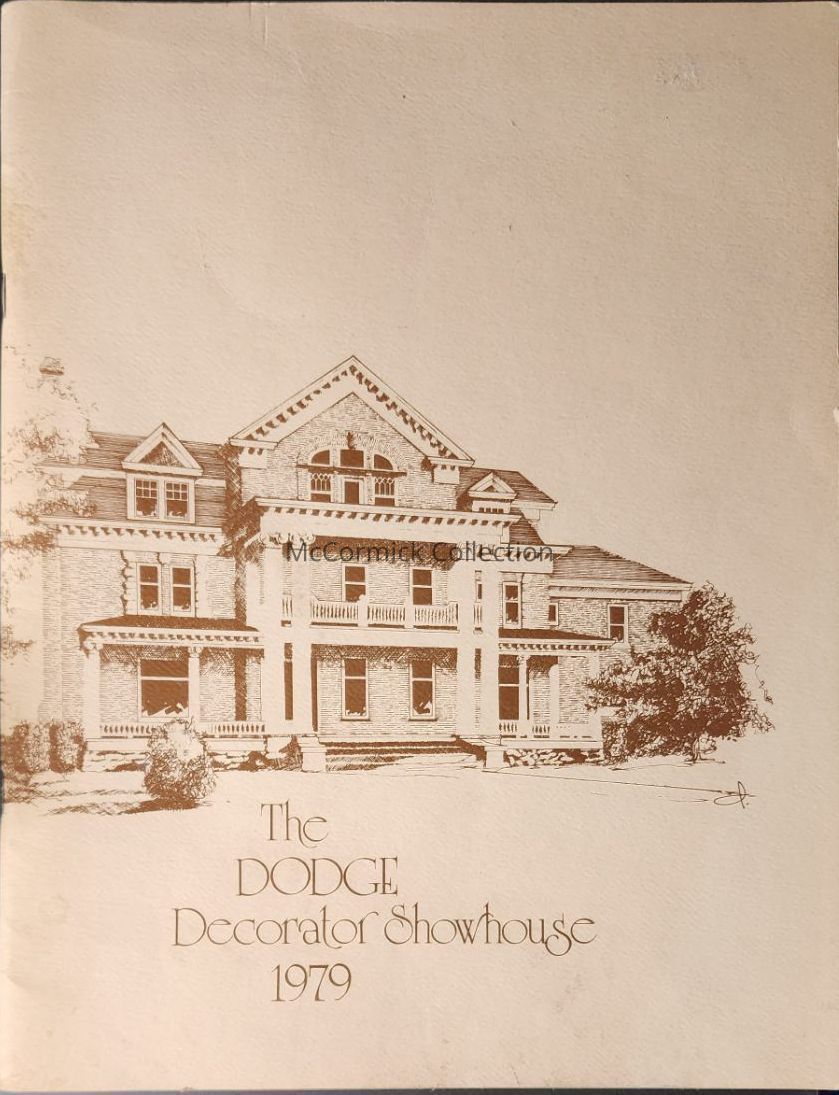 McCormick Collection
The
DODGE
Decorator Showhouse
1979